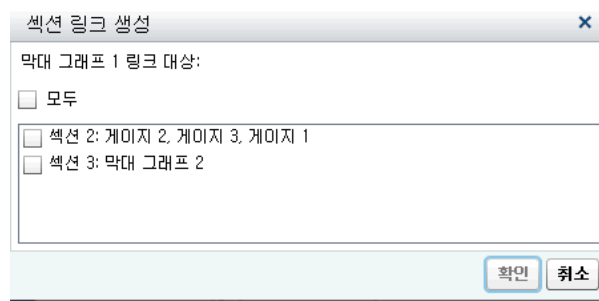 섹션 링크 생성
막대 그래프 1 링크 대상:
모두
섹션 2: 게이지 2, 게이지 3, 게이지 1
섹션 3: 막대 그래프 2
확인 취소